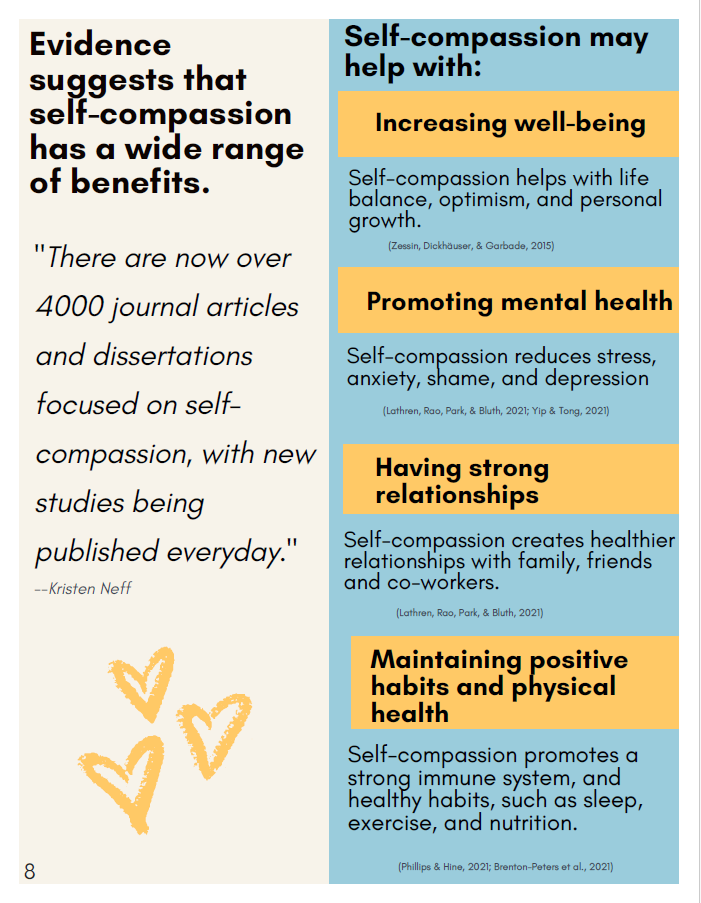 Evidence
suggests that
self-compassion
has a wide range
of benefits.
"There are now over
4000 journal articles
and dissertations
focused on self-
compassion, with new
studies being
published everyday."
--Kristen Neff
8
Self-compassion may
help with:
Increasing well-being
Self-compassion helps with life
balance, optimism, and personal
growth.
(Zessin, Dickhäuser, & Garbade, 2015)
Promoting mental health
Self-compassion reduces stress,
anxiety, shame, and depression
(Lathren, Rao, Park, & Bluth, 2021; Yip & Tong, 2021)
Having strong
relationships
Self-compassion creates healthier
relationships with family, friends
and co-workers.
(Lathren, Rao, Park, & Bluth, 2021)
Maintaining positive
habits and physical
health
Self-compassion promotes a
strong immune system, and
healthy habits, such as sleep,
exercise, and nutrition.
(Phillips & Hine, 2021; Brenton-Peters et al., 2021)